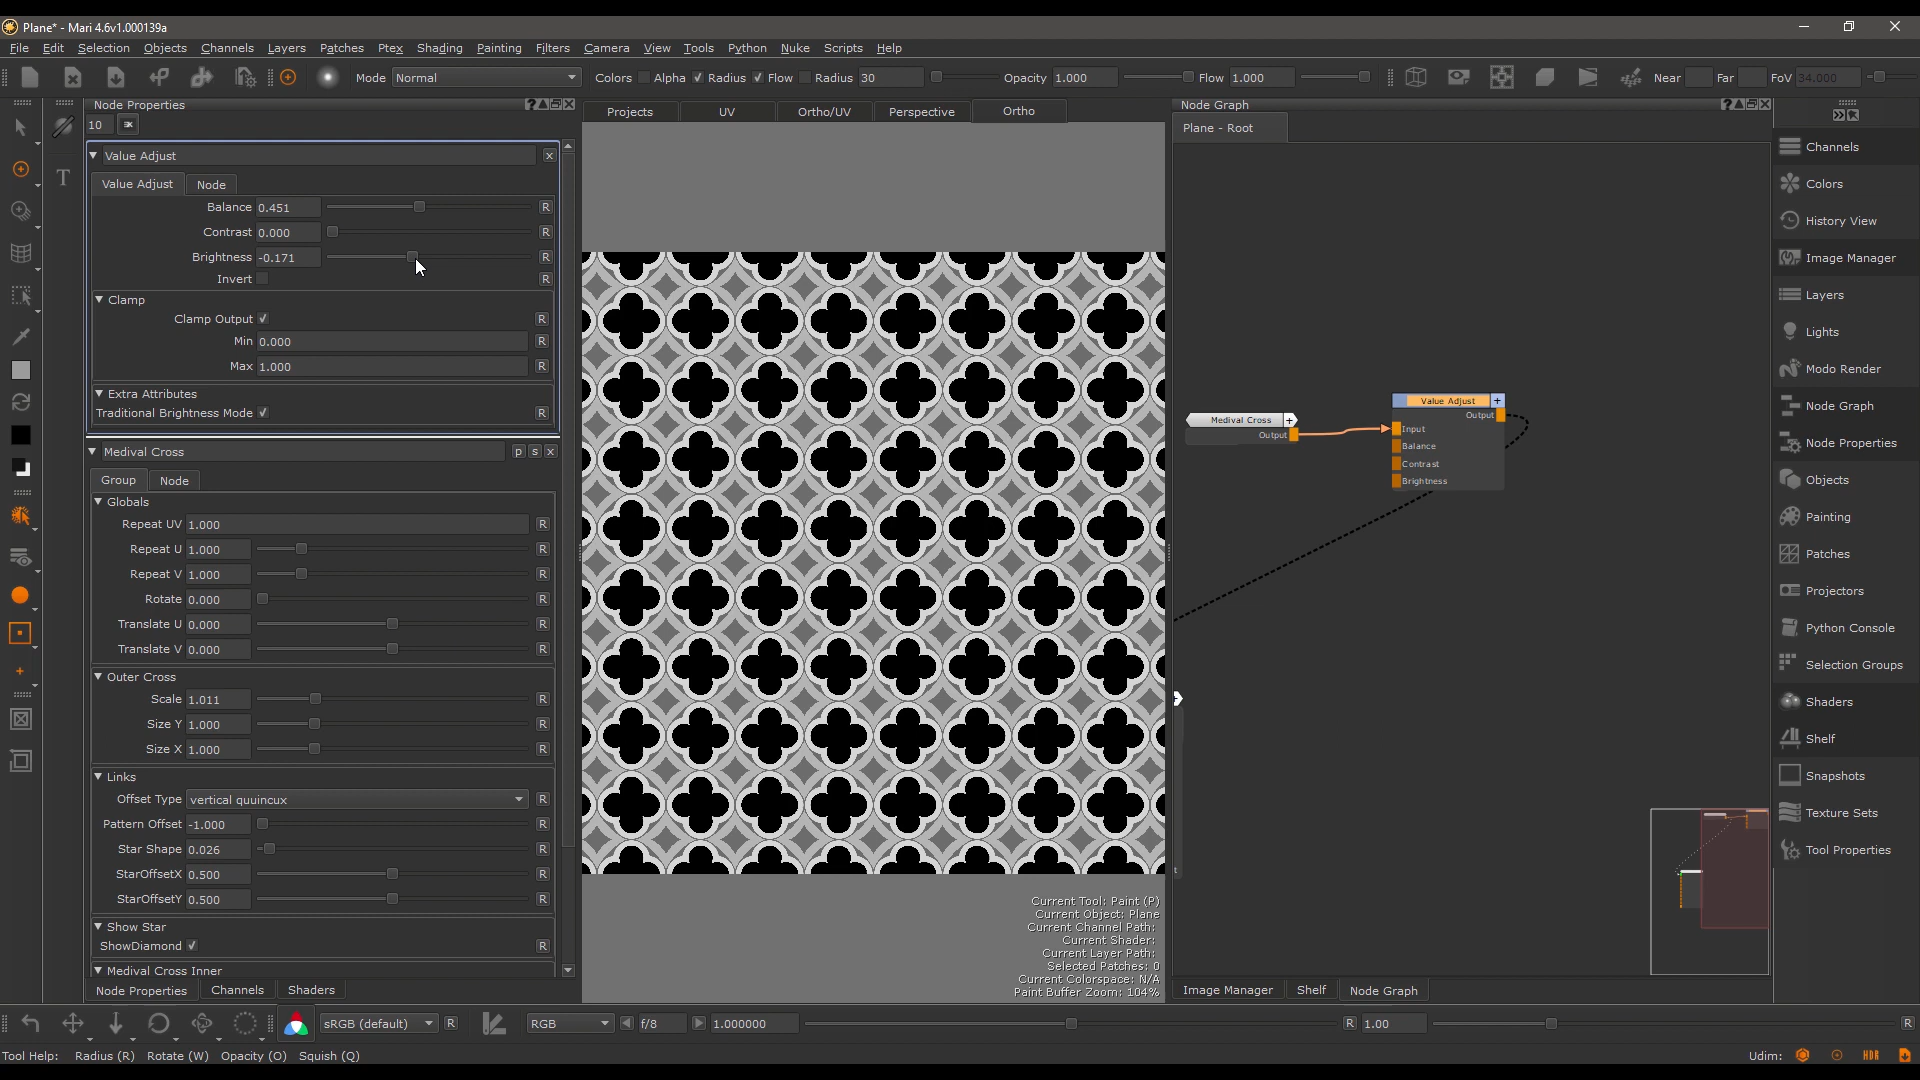 Plane* - Mari 4.6v1.000139a
File Edit Selection Objects Channels Layers Patches Ptex Shading Painting Filters Camera View Tools Python Nuke Scripts Help
Mode Normal Colors Alpha Radius Flow Radius 30 Opacity 1.000 Flow 1.000 Near Far FoV 34.000
Node Properties
10
Value Adjust
Value Adjust Node
Balance 0.451 R
Contrast 0.000 R
Brightness -0.171 R
Invert R
Clamp
Clamp Output R
Min 0.000 R
Max 1.000 R
Extra Attributes
Traditional Brightness Mode R
Medival Cross p s x
Group Node
Globals
Repeat UV 1.000 R
Repeat U 1.000 R
Repeat V 1.000 R
Rotate 0.000 R
Translate U 0.000 R
Translate V 0.000 R
Outer Cross
Scale 1.011 R
Size Y 1.000 R
Size X 1.000 R
Links
Offset Type vertical quuincux R
Pattern Offset -1.000 R
Star Shape 0.026 R
StarOffsetX 0.500 R
StarOffsetY 0.500 R
Show Star
ShowDiamond R
Medival Cross Inner
Node Properties Channels Shaders
Projects UV Ortho/UV Perspective Ortho
Current Tool: Paint (P)
Current Object: Plane
Current Channel Path:
Current Shader:
Current Layer Path:
Selected Patches: 0
Current Colorspace: N/A
Paint Buffer Zoom: 104%
Node Graph
Plane - Root
Medival Cross +
Output
Value Adjust +
Output
Input
Balance
Contrast
Brightness
Image Manager Shelf Node Graph
Channels
Colors
History View
Image Manager
Layers
Lights
Modo Render
Node Graph
Node Properties
Objects
Painting
Patches
Projectors
Python Console
Selection Groups
Shaders
Shelf
Snapshots
Texture Sets
Tool Properties
sRGB (default) R RGB f/8 1.000000 R 1.00 R
Tool Help: Radius (R) Rotate (W) Opacity (O) Squish (Q)
Udim: HDR